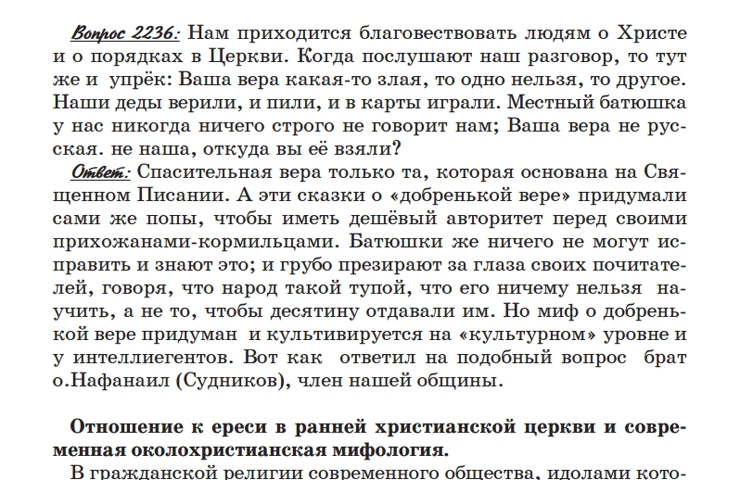 Вопрос 2236: Нам приходится благовествовать людям о Христе
и о порядках в Церкви. Когда послушают наш разговор, то тут
же и упрёк: Ваша вера какая-то злая, то одно нельзя, то другое.
Наши деды верили, и пили, и в карты играли. Местный батюшка
у нас никогда ничего строго не говорит нам; Ваша вера не рус-
ская. не наша, откуда вы её взяли?
Ответ: Спасительная вера только та, которая основана на Свя-
щенном Писании. А эти сказки о «добренькой вере» придумали
сами же попы, чтобы иметь дешёвый авторитет перед своими
прихожанами-кормильцами. Батюшки же ничего не могут ис-
править и знают это; и грубо презирают за глаза своих почитате-
лей, говоря, что народ такой тупой, что его ничему нельзя на-
учить, а не то, чтобы десятину отдавали им. Но миф о добрень-
кой вере придуман и культивируется на «культурном» уровне и
у интеллиегентов. Вот как ответил на подобный вопрос брат
о.Нафанаил (Судников), член нашей общины.
Отношение к ереси в ранней христианской церкви и совре-
менная околохристианская мифология.
В гражданской религии современного общества, идолами кото-